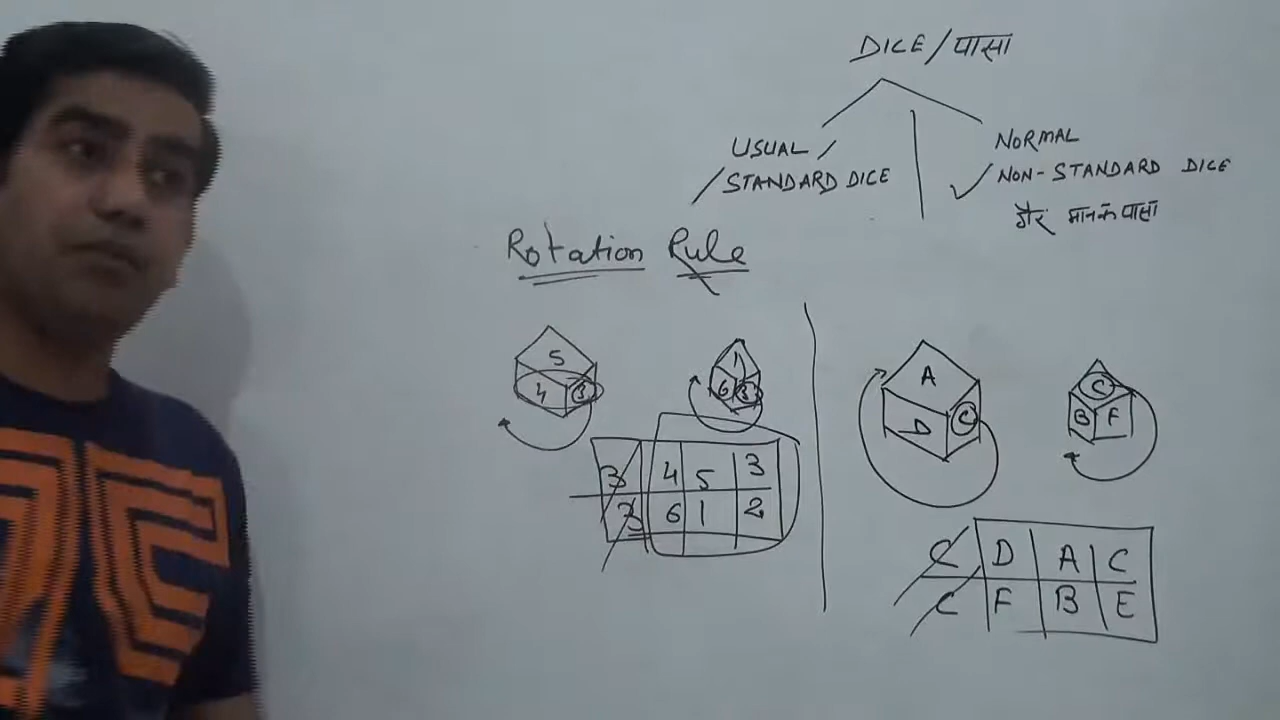 DICE/पासा
USUAL /
/ STANDARD DICE
NORMAL
NON-STANDARD DICE
गैर मानक पासा
Rotation Rule
5
4 3
1
6 3
A
D C
C
B F
3 4 5 3
3 6 1 2
C D A C
C F B E